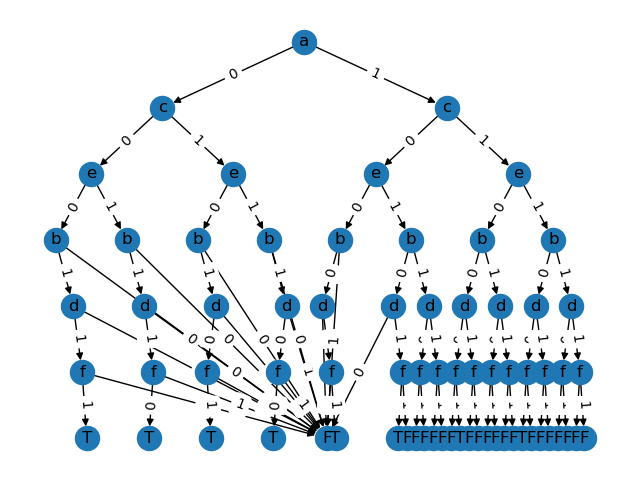 a
0 1
c c
0 1 0 1
e e e e
0 1 0 1 0 1 0 1
b b b b b b b b
1 1 1 1 0 0 1 0 1 0 1
d d d d d d d d d d d
1 1 0 0 0 0 0 0 1 1 1 1 1 1 1
0 1 0
f f f f f f f f f f f f f f f f
1 0 1 1 0 1 1 1
T T T T FT TFFFFFFTFFFFFFTFFFFFFF